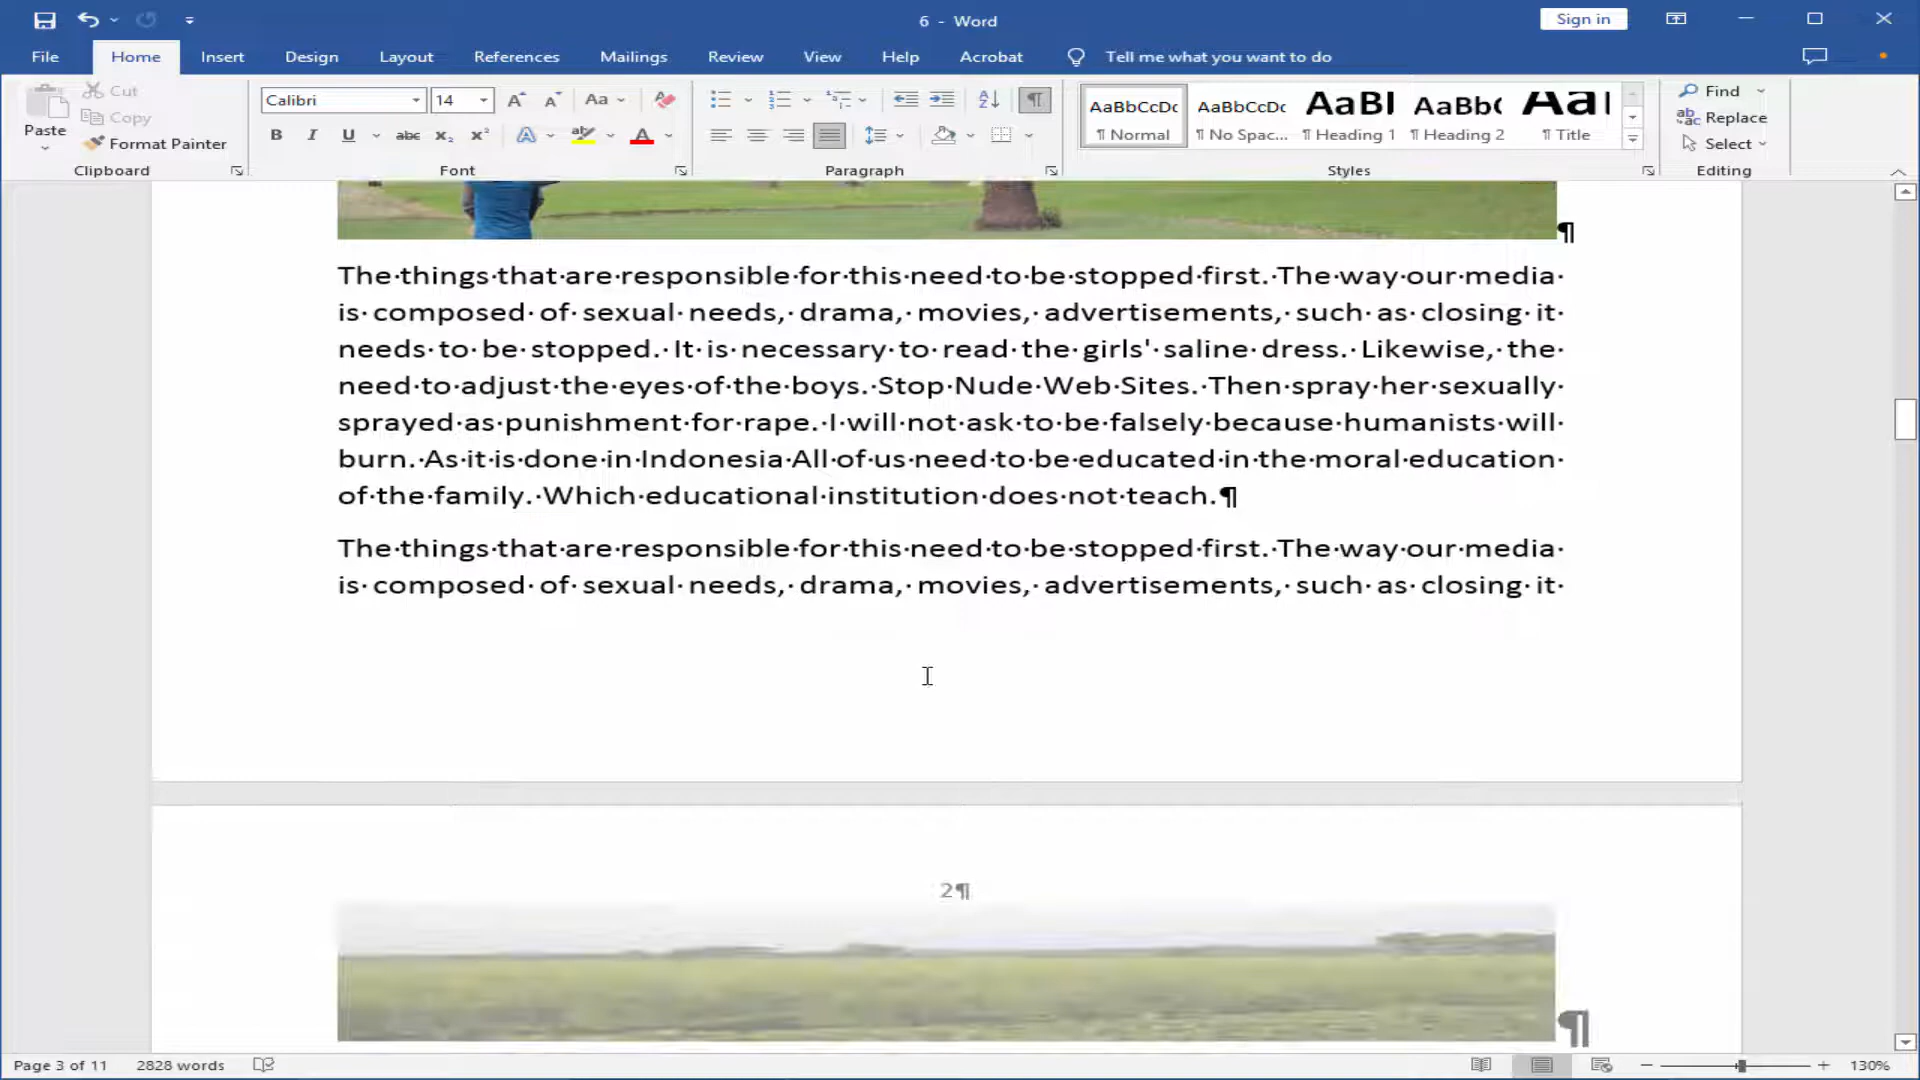 6 - Word
Sign in
File Home Insert Design Layout References Mailings Review View Help Acrobat Tell me what you want to do
Paste
Cut
Copy
Format Painter
Clipboard
Calibri 14
Font
Paragraph
AaBbCcDc AaBbCcDc AaBl AaBb( Aal
¶ Normal ¶ No Spac... ¶ Heading 1 ¶ Heading 2 ¶ Title
Styles
Find
Replace
Select
Editing
¶
The·things·that·are·responsible·for·this·need·to·be·stopped·first.·The·way·our·media·
is·composed·of·sexual·needs,·drama,·movies,·advertisements,·such·as·closing·it·
needs·to·be·stopped.·It·is·necessary·to·read·the·girls'·saline·dress.·Likewise,·the·
need·to·adjust·the·eyes·of·the·boys.·Stop·Nude·Web·Sites.·Then·spray·her·sexually·
sprayed·as·punishment·for·rape.·I·will·not·ask·to·be·falsely·because·humanists·will·
burn.·As·it·is·done·in·Indonesia·All·of·us·need·to·be·educated·in·the·moral·education·
of·the·family.·Which·educational·institution·does·not·teach.¶
The·things·that·are·responsible·for·this·need·to·be·stopped·first.·The·way·our·media·
is·composed·of·sexual·needs,·drama,·movies,·advertisements,·such·as·closing·it·
2¶
¶
Page 3 of 11 2828 words 130%